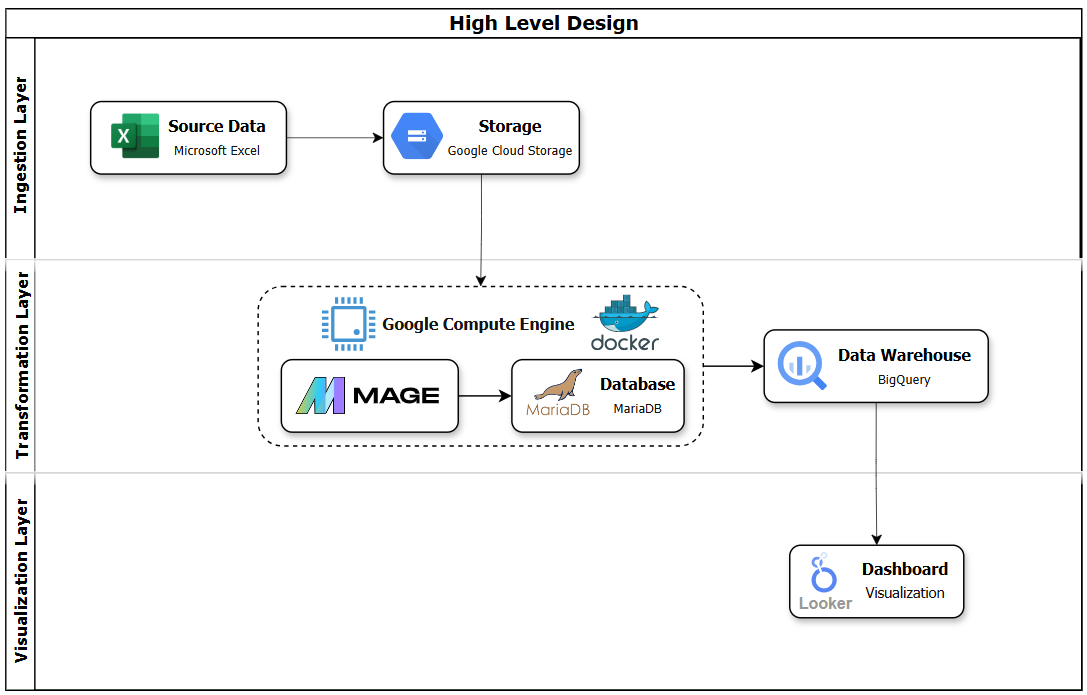 High Level Design
Ingestion Layer
X
Source Data
Microsoft Excel
Storage
Google Cloud Storage
Transformation Layer
Google Compute Engine
docker
MAGE
MariaDB
Database
MariaDB
Data Warehouse
BigQuery
Visualization Layer
Looker
Dashboard
Visualization